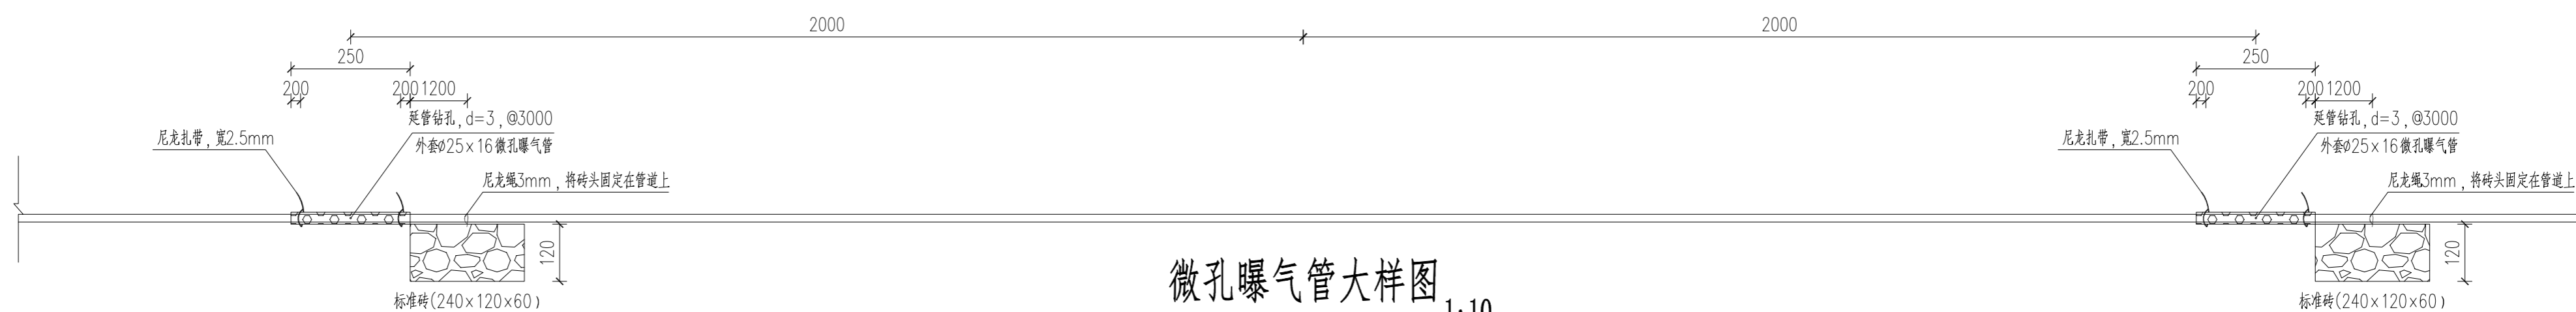 2000
2000
250
250
200
200
1200
200
200
1200
延管钻孔，d=3，@3000
延管钻孔，d=3，@3000
尼龙扎带，宽2.5mm
外套ø25×16微孔曝气管
尼龙扎带，宽2.5mm
外套ø25×16微孔曝气管
尼龙绳3mm，将砖头固定在管道上
尼龙绳3mm，将砖头固定在管道上
120
120
微孔曝气管大样图
1:10
标准砖(240×120×60)
标准砖(240×120×60)